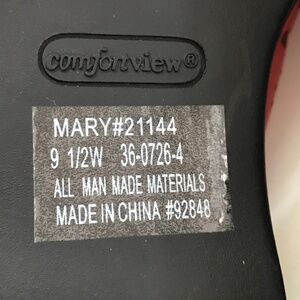 comfortview®
MARY#21144
9 1/2W 36-0726-4
ALL MAN MADE MATERIALS
MADE IN CHINA #92848